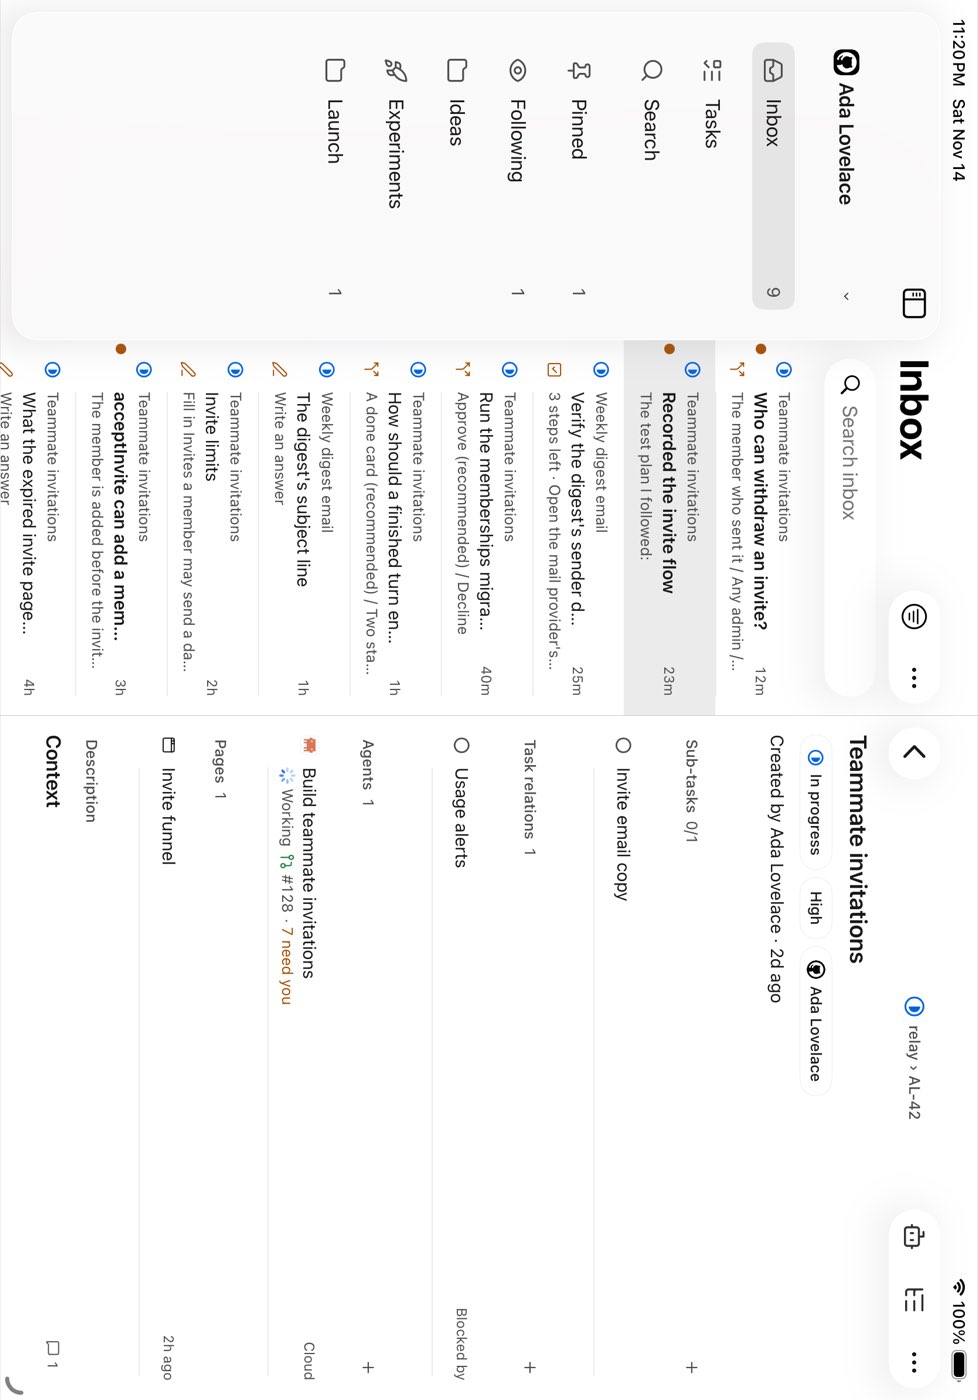 11:20 PM Sat Nov 14
100%
Ada Lovelace
Inbox 9
Tasks
Search
Pinned 1
Following 1
Ideas
Experiments
Launch 1
Inbox
Search inbox
Teammate invitations
Who can withdraw an invite? 12m
The member who sent it / Any admin /...
Teammate invitations
Recorded the invite flow 23m
The test plan I followed:
Weekly digest email
Verify the digest's sender d... 25m
3 steps left · Open the mail provider's...
Teammate invitations
Run the memberships migra... 40m
Approve (recommended) / Decline
Teammate invitations
How should a finished turn en... 1h
A done card (recommended) / Two sta...
Weekly digest email
The digest's subject line 1h
Write an answer
Teammate invitations
Invite limits 2h
Fill in Invites a member may send a da...
Teammate invitations
acceptInvite can add a mem... 3h
The member is added before the invit...
Teammate invitations
What the expired invite page... 4h
Write an answer
relay › AL-42
Teammate invitations
In progress High Ada Lovelace
Created by Ada Lovelace · 2d ago
Sub-tasks 0/1
Invite email copy
Task relations 1
Usage alerts Blocked by
Agents 1
Build teammate invitations Cloud
Working #128 · 7 need you
Pages 1
Invite funnel 2h ago
Description
Context 1